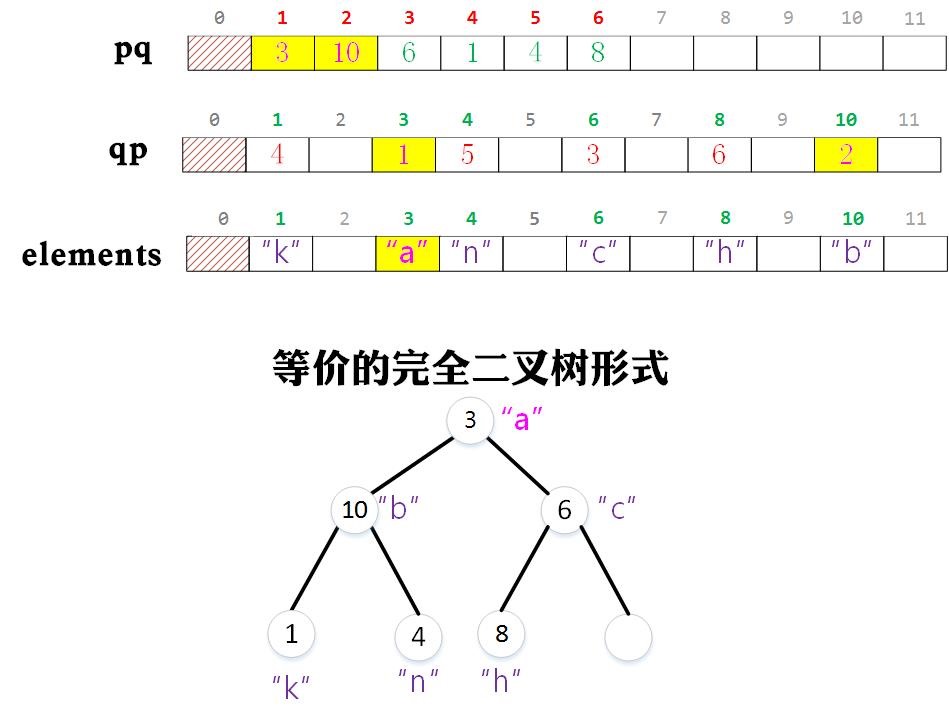 0 1 2 3 4 5 6 7 8 9 10 11
pq 3 10 6 1 4 8
0 1 2 3 4 5 6 7 8 9 10 11
qp 4 1 5 3 6 2
0 1 2 3 4 5 6 7 8 9 10 11
elements "k" “a” "n" "c" "h" "b"
等价的完全二叉树形式
3 “a”
10 "b" 6 "c"
1 4 8
"k" "n" "h"